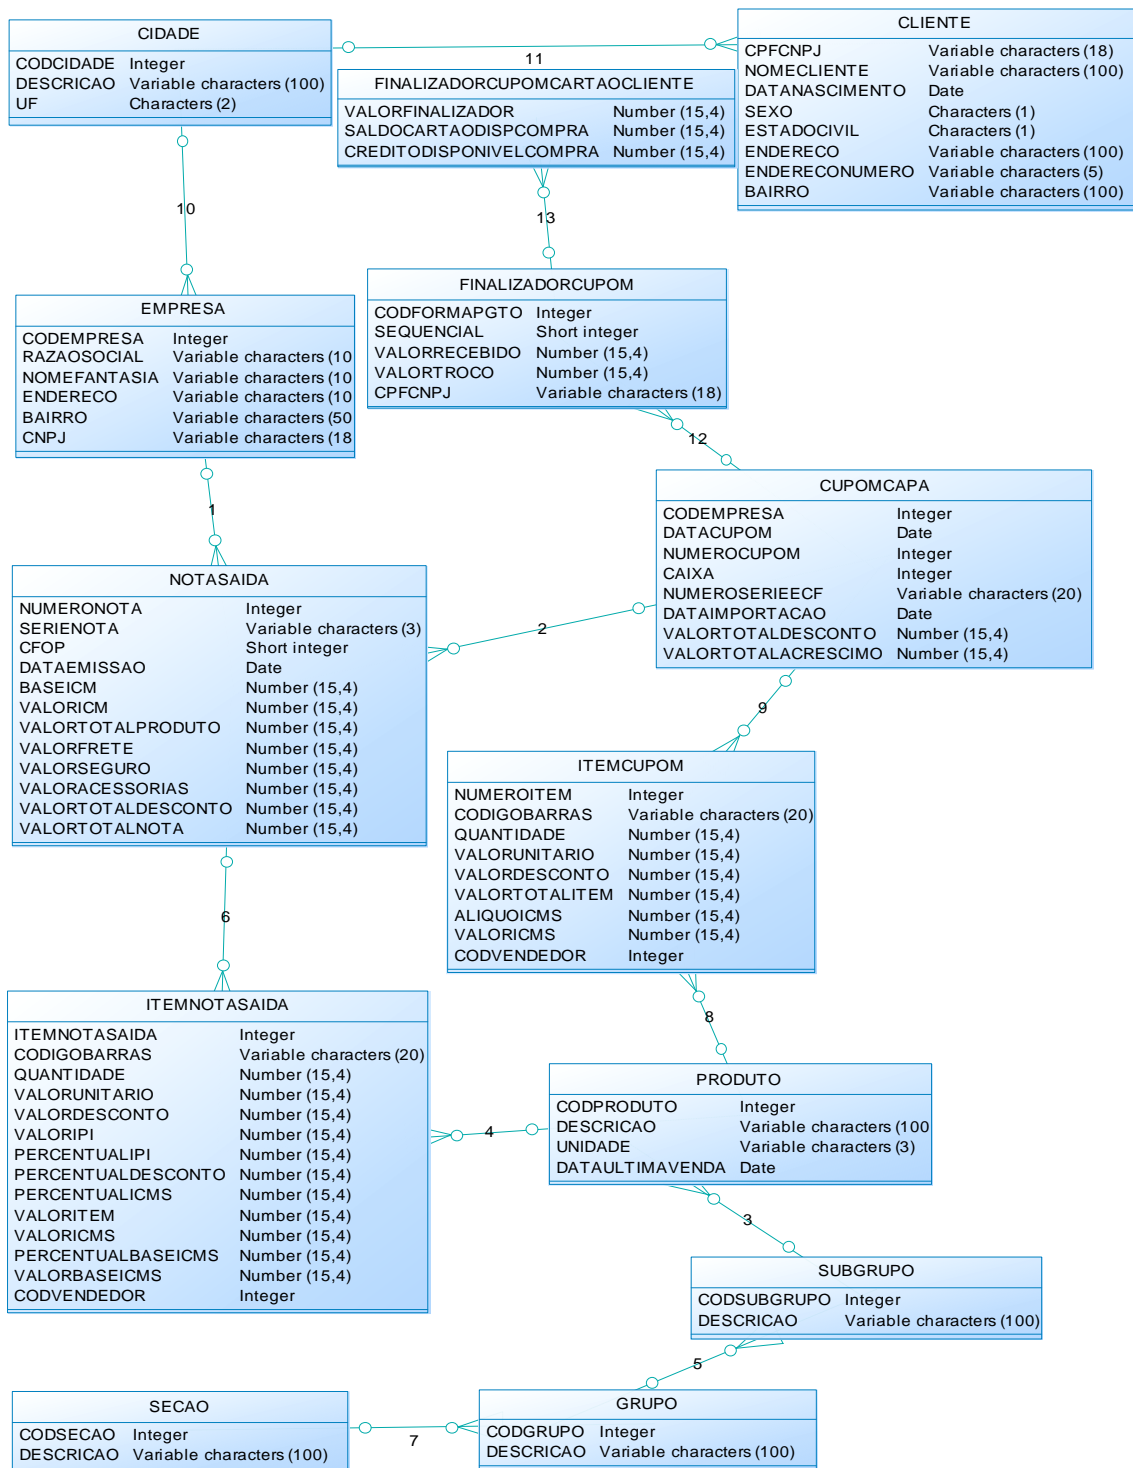 CIDADE
CODCIDADE Integer
DESCRICAO Variable characters (100)
UF Characters (2)
11
CLIENTE
CPFCNPJ Variable characters (18)
NOMECLIENTE Variable characters (100)
DATANASCIMENTO Date
SEXO Characters (1)
ESTADOCIVIL Characters (1)
ENDERECO Variable characters (100)
ENDERECONUMERO Variable characters (5)
BAIRRO Variable characters (100)
FINALIZADORCUPOMCARTAOCLIENTE
VALORFINALIZADOR Number (15,4)
SALDOCARTAODISPCOMPRA Number (15,4)
CREDITODISPONIVELCOMPRA Number (15,4)
10
13
EMPRESA
CODEMPRESA Integer
RAZAOSOCIAL Variable characters (10
NOMEFANTASIA Variable characters (10
ENDERECO Variable characters (10
BAIRRO Variable characters (50
CNPJ Variable characters (18
FINALIZADORCUPOM
CODFORMAPGTO Integer
SEQUENCIAL Short integer
VALORRECEBIDO Number (15,4)
VALORTROCO Number (15,4)
CPFCNPJ Variable characters (18)
12
1
CUPOMCAPA
CODEMPRESA Integer
DATACUPOM Date
NUMEROCUPOM Integer
CAIXA Integer
NUMEROSERIEECF Variable characters (20)
DATAIMPORTACAO Date
VALORTOTALDESCONTO Number (15,4)
VALORTOTALACRESCIMO Number (15,4)
NOTASAIDA
NUMERONOTA Integer
SERIENOTA Variable characters (3)
CFOP Short integer
DATAEMISSAO Date
BASEICM Number (15,4)
VALORICM Number (15,4)
VALORTOTALPRODUTO Number (15,4)
VALORFRETE Number (15,4)
VALORSEGURO Number (15,4)
VALORACESSORIAS Number (15,4)
VALORTOTALDESCONTO Number (15,4)
VALORTOTALNOTA Number (15,4)
2
9
ITEMCUPOM
NUMEROITEM Integer
CODIGOBARRAS Variable characters (20)
QUANTIDADE Number (15,4)
VALORUNITARIO Number (15,4)
VALORDESCONTO Number (15,4)
VALORTOTALITEM Number (15,4)
ALIQUOICMS Number (15,4)
VALORICMS Number (15,4)
CODVENDEDOR Integer
6
8
ITEMNOTASAIDA
ITEMNOTASAIDA Integer
CODIGOBARRAS Variable characters (20)
QUANTIDADE Number (15,4)
VALORUNITARIO Number (15,4)
VALORDESCONTO Number (15,4)
VALORIPI Number (15,4)
PERCENTUALIPI Number (15,4)
PERCENTUALDESCONTO Number (15,4)
PERCENTUALICMS Number (15,4)
VALORITEM Number (15,4)
VALORICMS Number (15,4)
PERCENTUALBASEICMS Number (15,4)
VALORBASEICMS Number (15,4)
CODVENDEDOR Integer
4
PRODUTO
CODPRODUTO Integer
DESCRICAO Variable characters (100
UNIDADE Variable characters (3)
DATAULTIMAVENDA Date
3
SUBGRUPO
CODSUBGRUPO Integer
DESCRICAO Variable characters (100)
5
SECAO
CODSECAO Integer
DESCRICAO Variable characters (100)
7
GRUPO
CODGRUPO Integer
DESCRICAO Variable characters (100)